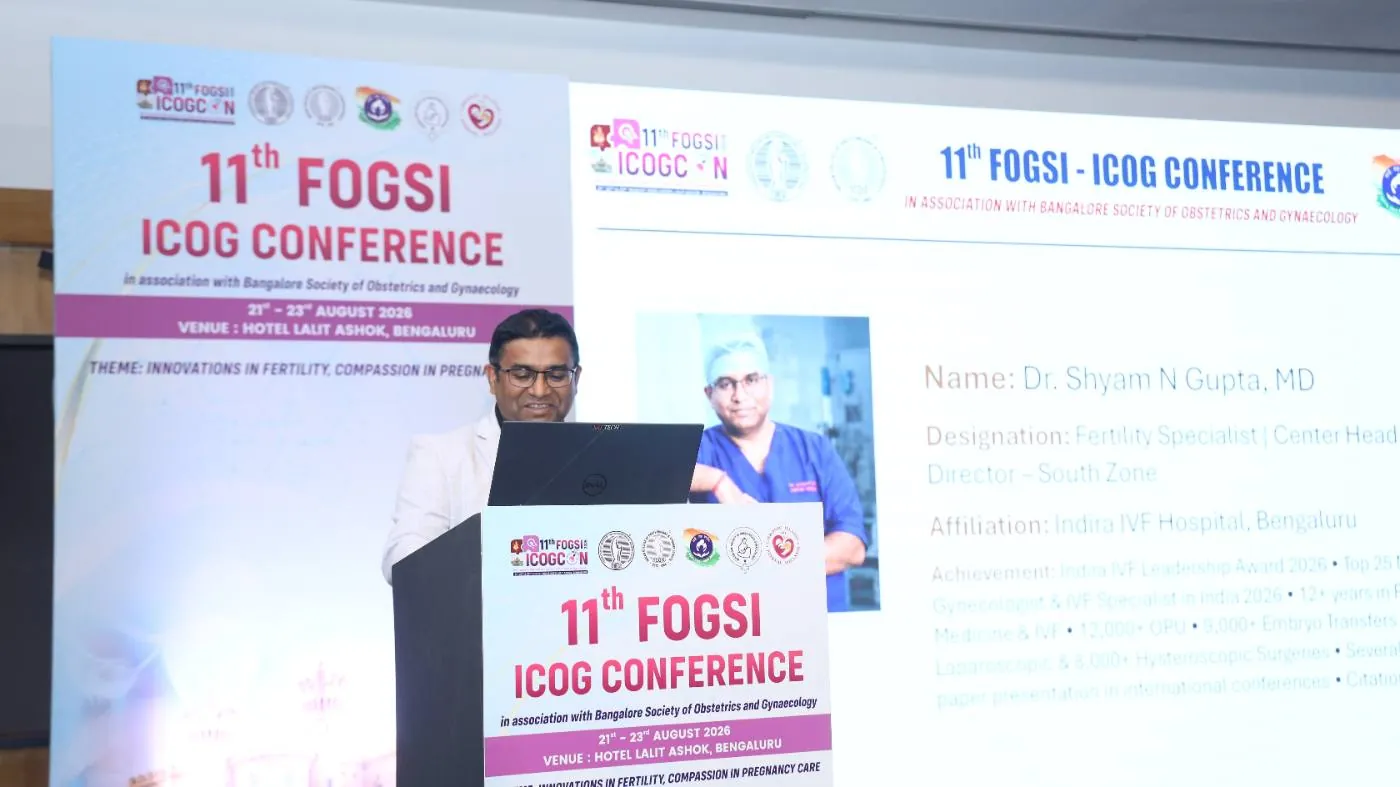 11th FOGSI
ICOGCON
11th FOGSI
ICOG CONFERENCE
in association with Bangalore Society of Obstetrics and Gynaecology
21st - 23rd AUGUST 2026
VENUE : HOTEL LALIT ASHOK, BENGALURU
THEME: INNOVATIONS IN FERTILITY, COMPASSION IN
11th FOGSI
ICOGCON
11th FOGSI - ICOG CONFERENCE
IN ASSOCIATION WITH BANGALORE SOCIETY OF OBSTETRICS AND GYNAECOLOGY
Name: Dr. Shyam N Gupta, MD
Designation: Fertility Specialist | Center Head
Director – South Zone
Affiliation: Indira IVF Hospital, Bengaluru
Achievement: Indira IVF Leadership Award 2026 • Top 25
Gynecologist & IVF Specialist in India 2026 • 12+ years in
Medicine & IVF • 12,000+ OPU • 9,000+ Embryo Transfers
Laparoscopic & 8,000+ Hysteroscopic Surgeries • Several
paper presentation in international conferences •
DELL
11th FOGSI
ICOGCON
11th FOGSI
ICOG CONFERENCE
in association with Bangalore Society of Obstetrics and Gynaecology
21st - 23rd AUGUST 2026
VENUE : HOTEL LALIT ASHOK, BENGALURU
INNOVATIONS IN FERTILITY, COMPASSION IN PREGNANCY CARE